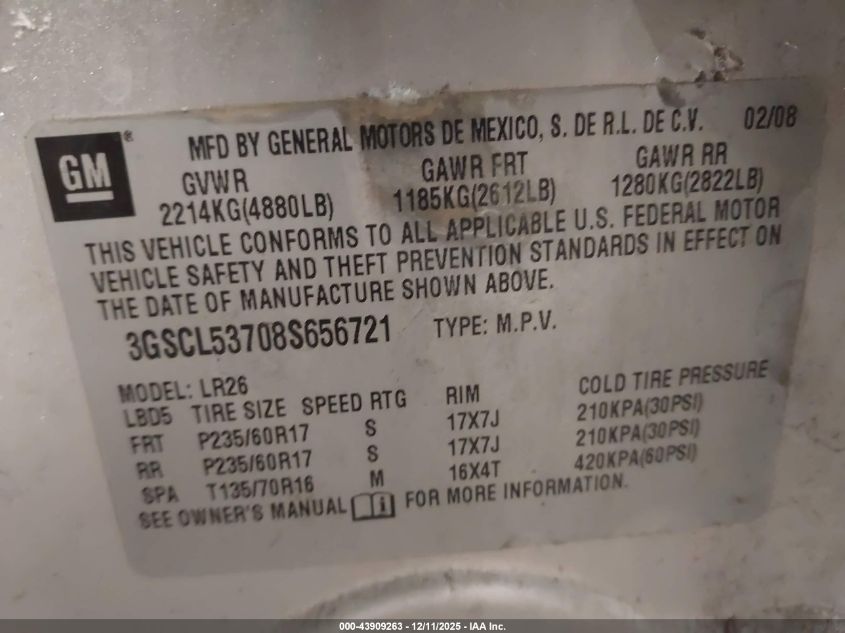 GM®
MFD BY GENERAL MOTORS DE MEXICO, S. DE R.L. DE C.V. 02/08
GVWR GAWR FRT GAWR RR
2214KG(4880LB) 1185KG(2612LB) 1280KG(2822LB)
THIS VEHICLE CONFORMS TO ALL APPLICABLE U.S. FEDERAL MOTOR
VEHICLE SAFETY AND THEFT PREVENTION STANDARDS IN EFFECT ON
THE DATE OF MANUFACTURE SHOWN ABOVE.
3GSCL53708S656721 TYPE: M.P.V.
MODEL: LR26
LBD5 TIRE SIZE SPEED RTG RIM COLD TIRE PRESSURE
FRT P235/60R17 S 17X7J 210KPA(30PSI)
RR P235/60R17 S 17X7J 210KPA(30PSI)
SPA T135/70R16 M 16X4T 420KPA(60PSI)
SEE OWNER'S MANUAL FOR MORE INFORMATION.
000-43909263 - 12/11/2025 - IAA Inc.